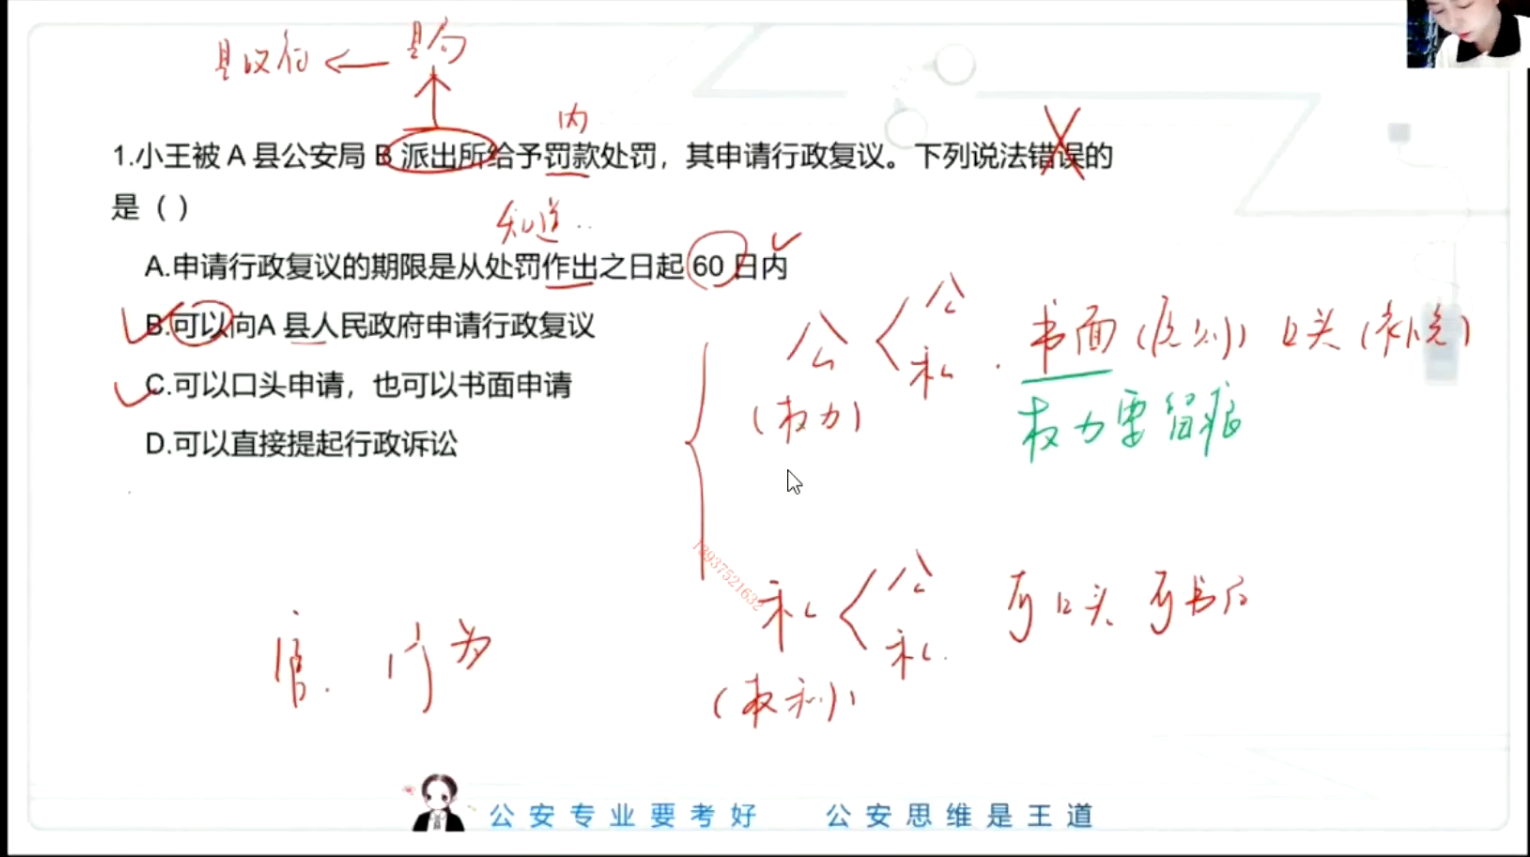 县政府 ← 县局
内
1.小王被 A 县公安局 B 派出所给予罚款处罚，其申请行政复议。下列说法错误的
是（ ）
知道..
A.申请行政复议的期限是从处罚作出之日起 60 日内
B.可以向A 县人民政府申请行政复议
C.可以口头申请，也可以书面申请
D.可以直接提起行政诉讼
公
公
私
书面（原则）口头（补充）
（权力）
权力要留痕
18937521632
私
公
私
可口头 可书面
（权利）
官. 行为
公安专业要考好 公安思维是王道